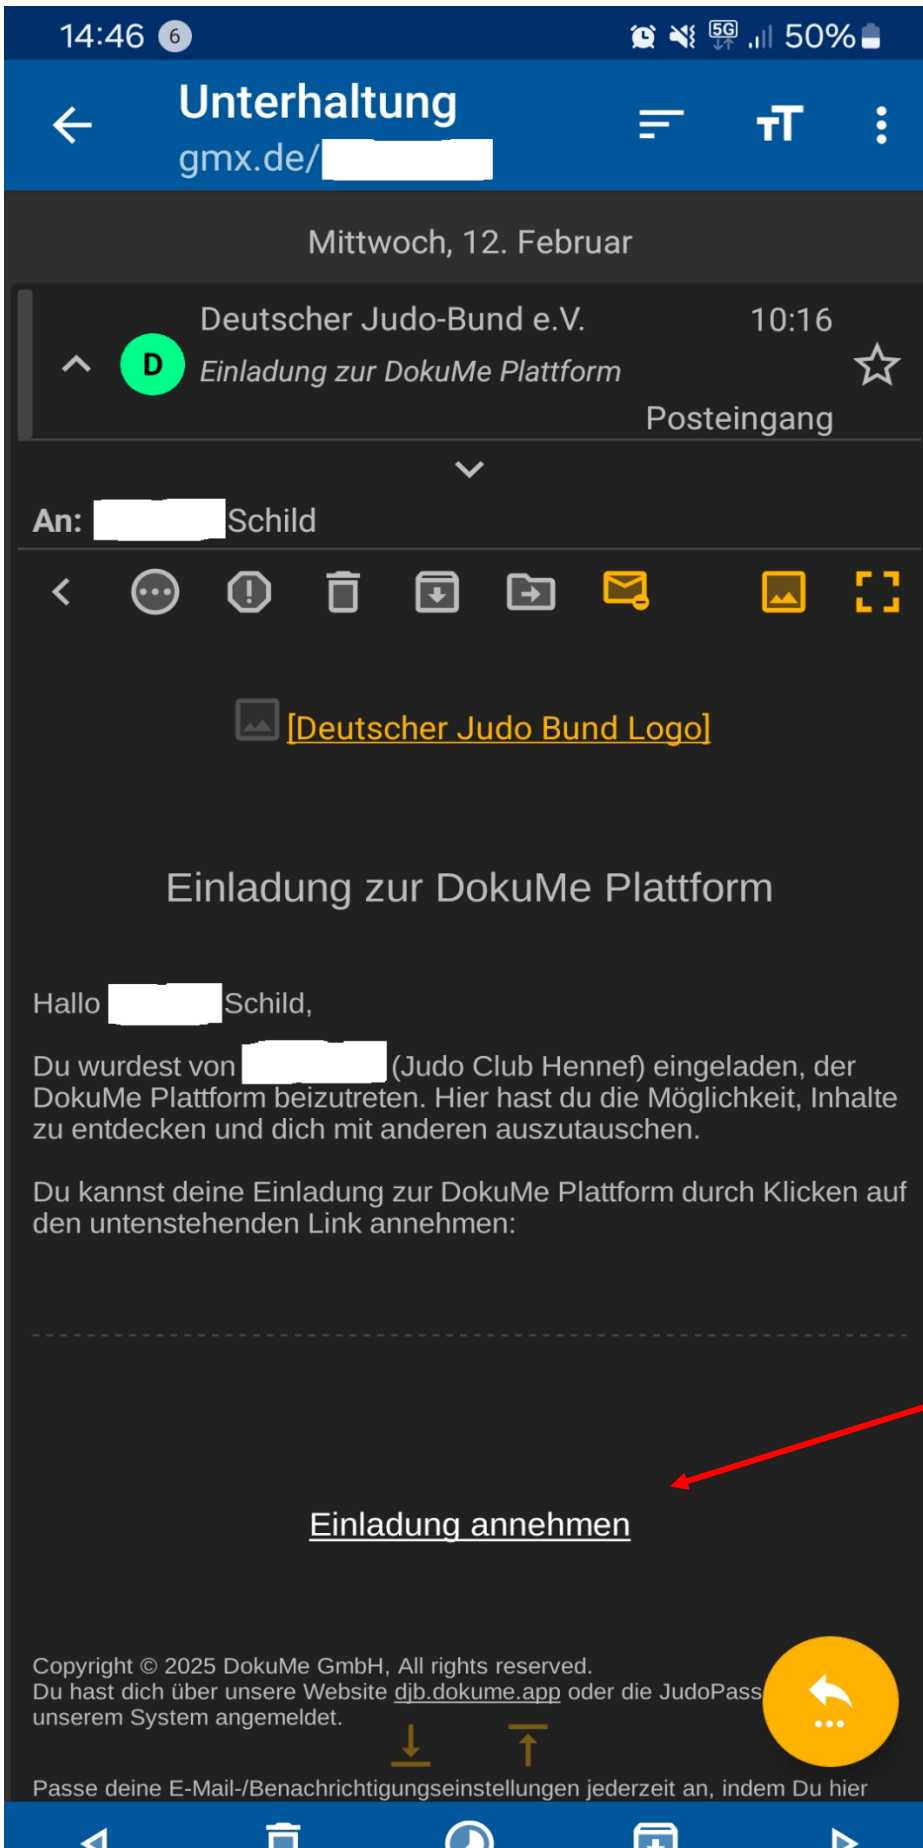 14:46 6 5G 50%
Unterhaltung
gmx.de/
Mittwoch, 12. Februar
Deutscher Judo-Bund e.V. 10:16
D
Einladung zur DokuMe Plattform
Posteingang
An: Schild
[Deutscher Judo Bund Logo]
Einladung zur DokuMe Plattform
Hallo Schild,
Du wurdest von (Judo Club Hennef) eingeladen, der
DokuMe Plattform beizutreten. Hier hast du die Möglichkeit, Inhalte
zu entdecken und dich mit anderen auszutauschen.
Du kannst deine Einladung zur DokuMe Plattform durch Klicken auf
den untenstehenden Link annehmen:
Einladung annehmen
Copyright © 2025 DokuMe GmbH, All rights reserved.
Du hast dich über unsere Website djb.dokume.app oder die JudoPass
unserem System angemeldet.
Passe deine E-Mail-/Benachrichtigungseinstellungen jederzeit an, indem Du hier